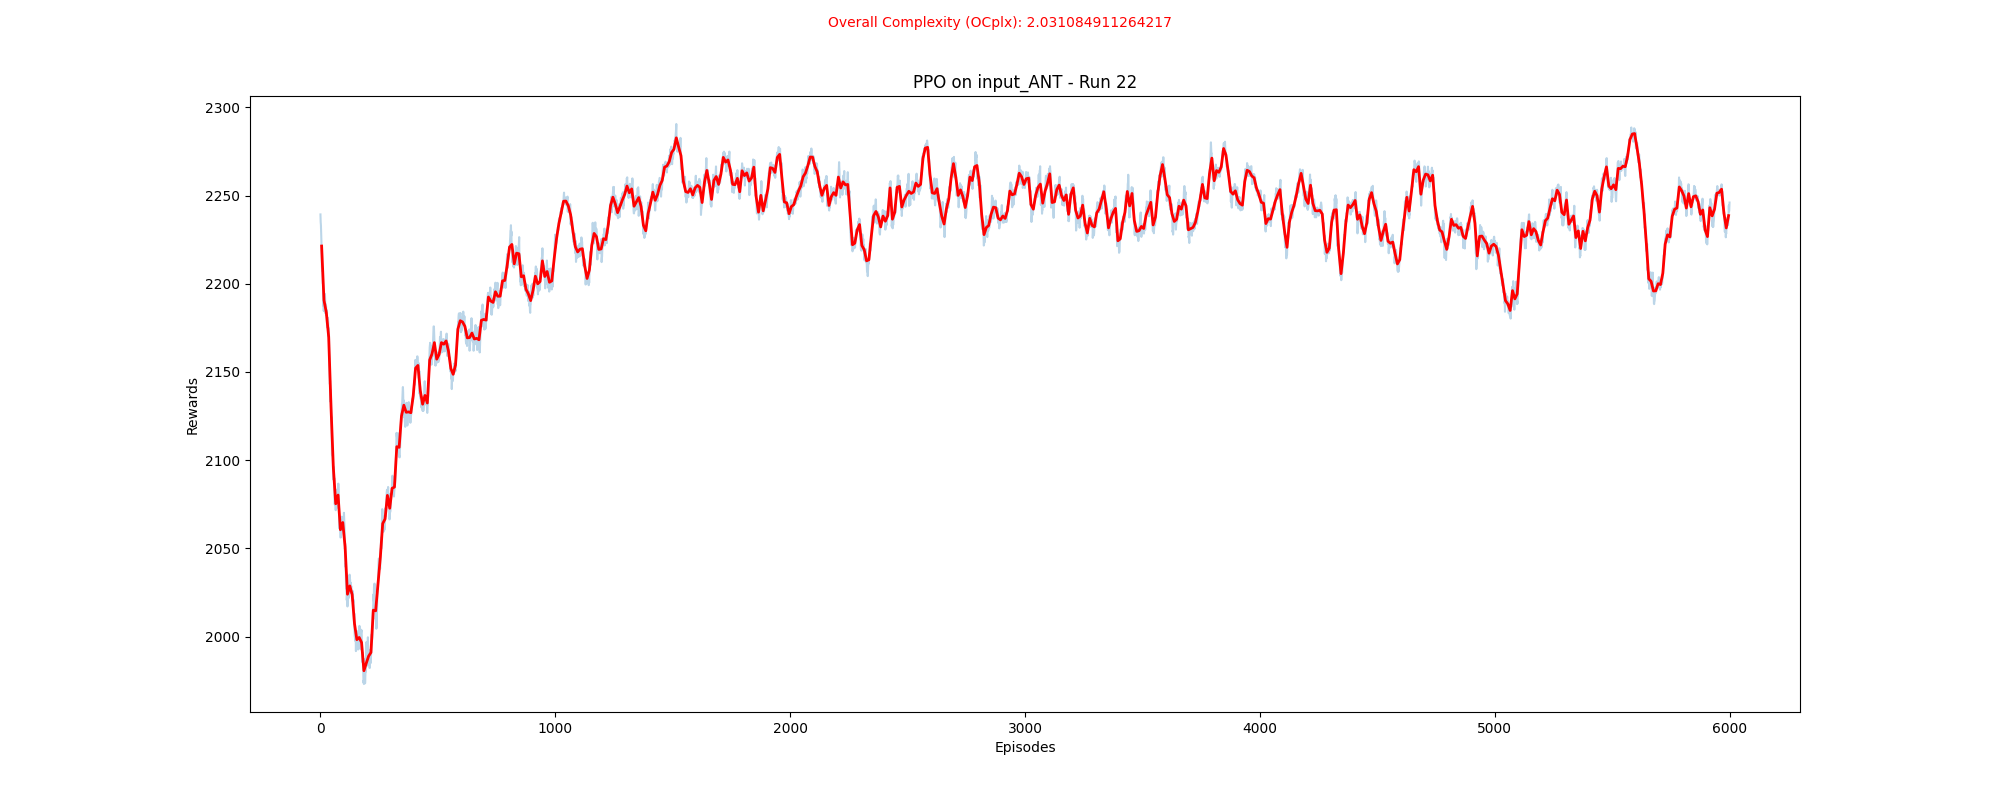 Overall Complexity (OCplx): 2.031084911264217
PPO on input_ANT - Run 22
2300
2250
2200
2150
2100
2050
2000
Rewards
0 1000 2000 3000 4000 5000 6000
Episodes